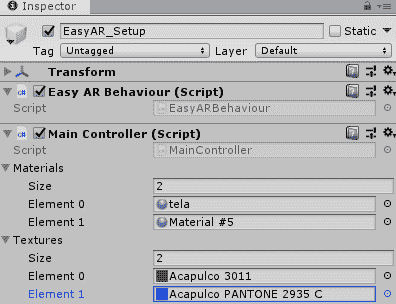 Inspector
EasyAR_Setup Static
Tag Untagged Layer Default
Transform
Easy AR Behaviour (Script)
Script EasyARBehaviour
Main Controller (Script)
Script MainController
Materials
Size 2
Element 0 tela
Element 1 Material #5
Textures
Size 2
Element 0 Acapulco 3011
Element 1 Acapulco PANTONE 2935 C